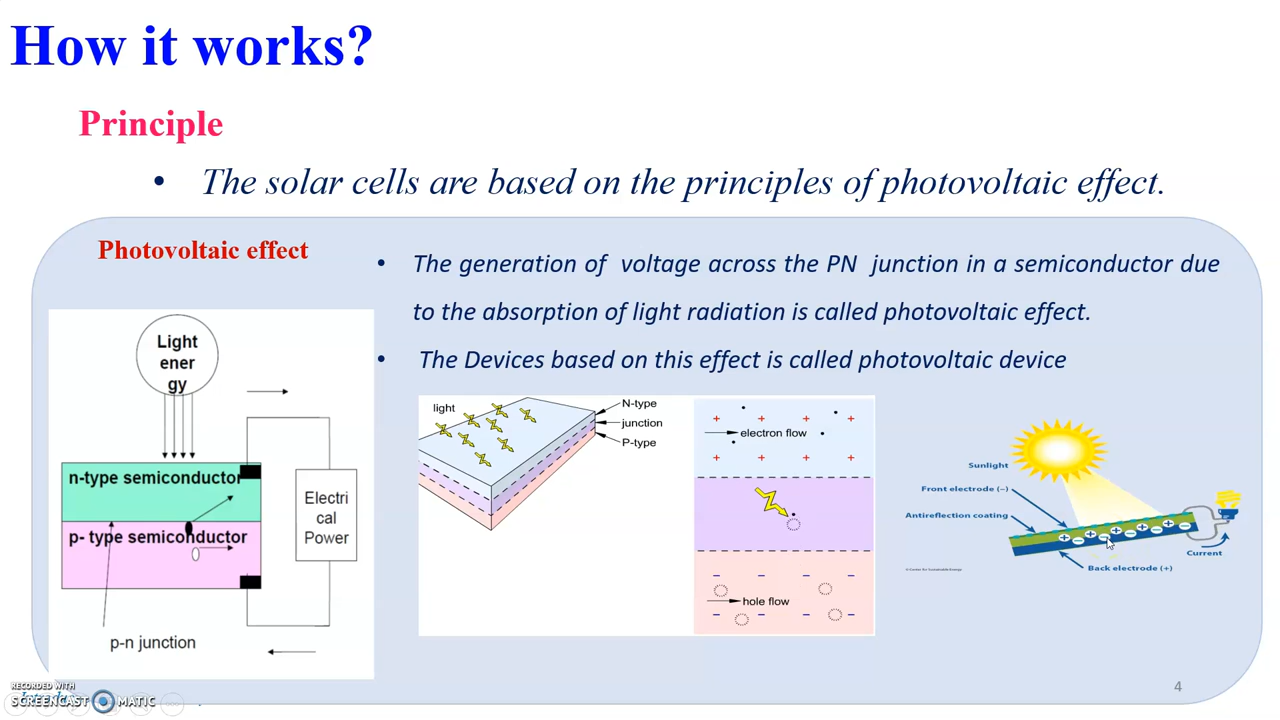 How it works?
Principle
• The solar cells are based on the principles of photovoltaic effect.
Photovoltaic effect
• The generation of voltage across the PN junction in a semiconductor due
to the absorption of light radiation is called photovoltaic effect.
• The Devices based on this effect is called photovoltaic device
Light
ener
gy
n-type semiconductor
p- type semiconductor
Electri
cal
Power
p-n junction
light
N-type
junction
P-type
electron flow
hole flow
Sunlight
Front electrode (−)
Antireflection coating
Current
Back electrode (+)
4
RECORDED WITH
SCREENCAST MATIC